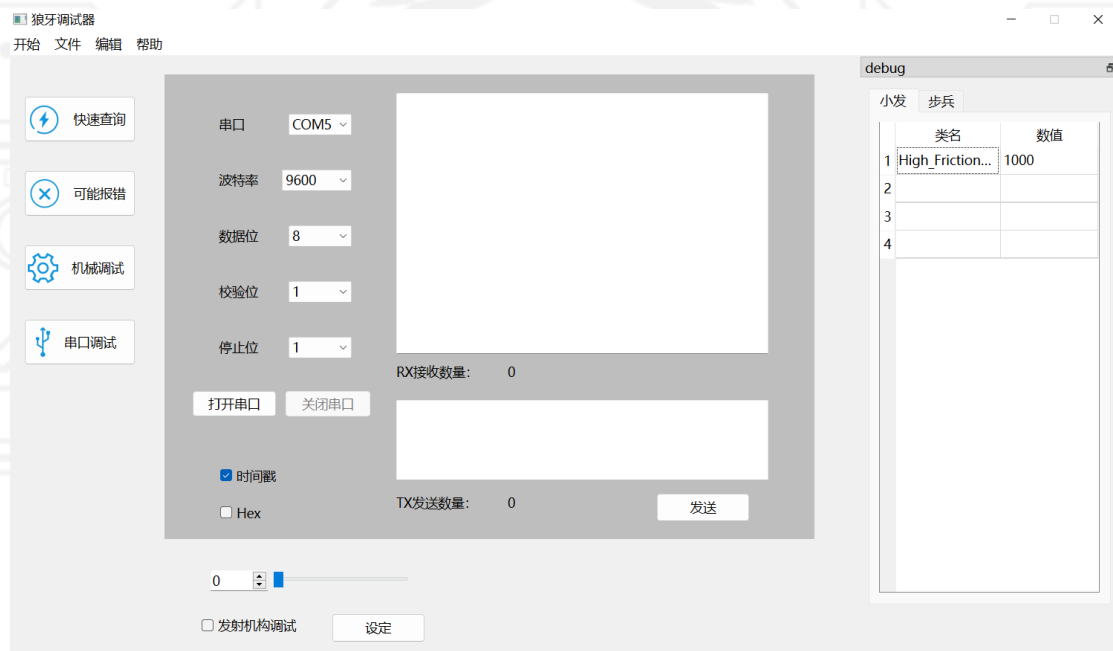 狼牙调试器
开始 文件 编辑 帮助
快速查询
可能报错
机械调试
串口调试
串口 COM5
波特率 9600
数据位 8
校验位 1
停止位 1
打开串口 关闭串口
时间戳
Hex
RX接收数量： 0
TX发送数量： 0
发送
0
发射机构调试 设定
debug
小发 步兵
类名 数值
1 High_Friction... 1000
2
3
4